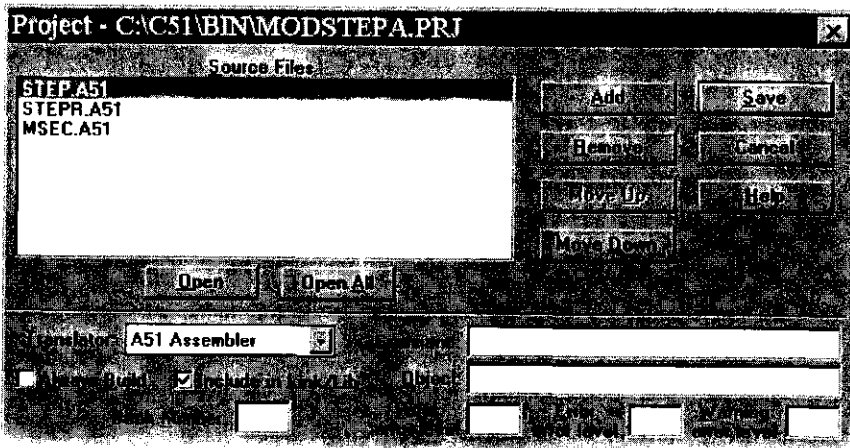 Project - C:\C51\BIN\MODSTEPA.PRJ
Source Files
STEP.A51
STEPR.A51
MSEC.A51
Add
Save
Remove
Cancel
Move Up
Help
Move Down
Open
Open All
Translator: A51 Assembler
Always Build
Include in Link/Lib
Object